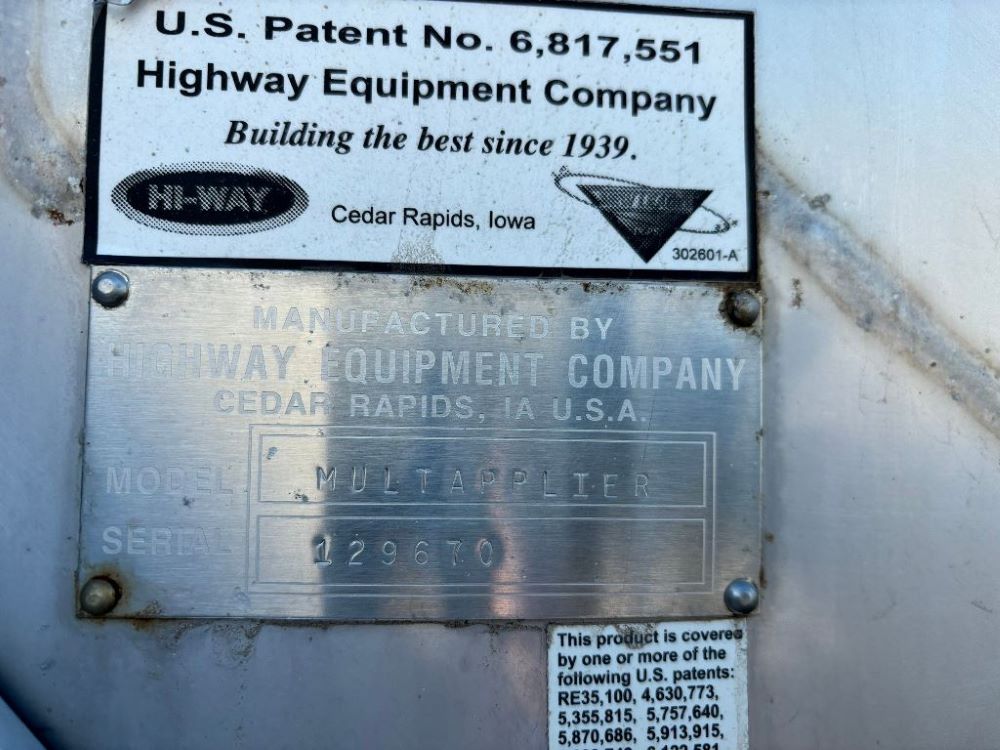 U.S. Patent No. 6,817,551
Highway Equipment Company
Building the best since 1939.
HI-WAY
Cedar Rapids, Iowa
302601-A
MANUFACTURED BY
HIGHWAY EQUIPMENT COMPANY
CEDAR RAPIDS, IA U.S.A.
MODEL MULTAPPLIER
SERIAL 129670
This product is covered
by one or more of the
following U.S. patents:
RE35,100, 4,630,773,
5,355,815, 5,757,640,
5,870,686, 5,913,915,